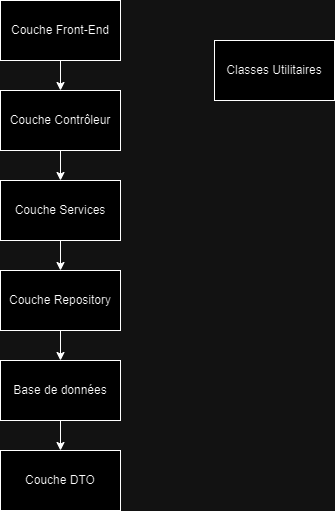 Couche Front-End
Classes Utilitaires
Couche Contrôleur
Couche Services
Couche Repository
Base de données
Couche DTO